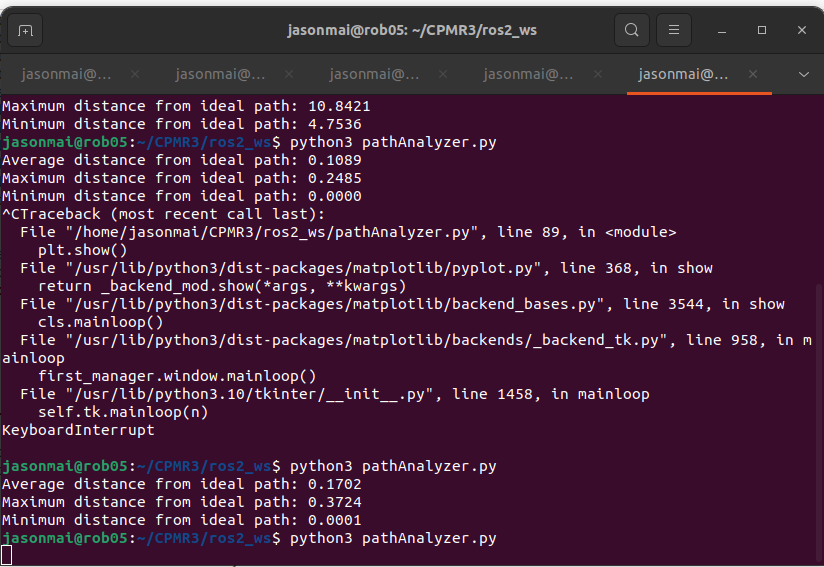 jasonmai@rob05: ~/CPMR3/ros2_ws
jasonmai@... jasonmai@... jasonmai@... jasonmai@... jasonmai@...
Maximum distance from ideal path: 10.8421
Minimum distance from ideal path: 4.7536
jasonmai@rob05:~/CPMR3/ros2_ws$ python3 pathAnalyzer.py
Average distance from ideal path: 0.1089
Maximum distance from ideal path: 0.2485
Minimum distance from ideal path: 0.0000
^CTraceback (most recent call last):
  File "/home/jasonmai/CPMR3/ros2_ws/pathAnalyzer.py", line 89, in <module>
    plt.show()
  File "/usr/lib/python3/dist-packages/matplotlib/pyplot.py", line 368, in show
    return _backend_mod.show(*args, **kwargs)
  File "/usr/lib/python3/dist-packages/matplotlib/backend_bases.py", line 3544, in show
    cls.mainloop()
  File "/usr/lib/python3/dist-packages/matplotlib/backends/_backend_tk.py", line 958, in m
ainloop
    first_manager.window.mainloop()
  File "/usr/lib/python3.10/tkinter/__init__.py", line 1458, in mainloop
    self.tk.mainloop(n)
KeyboardInterrupt
jasonmai@rob05:~/CPMR3/ros2_ws$ python3 pathAnalyzer.py
Average distance from ideal path: 0.1702
Maximum distance from ideal path: 0.3724
Minimum distance from ideal path: 0.0001
jasonmai@rob05:~/CPMR3/ros2_ws$ python3 pathAnalyzer.py